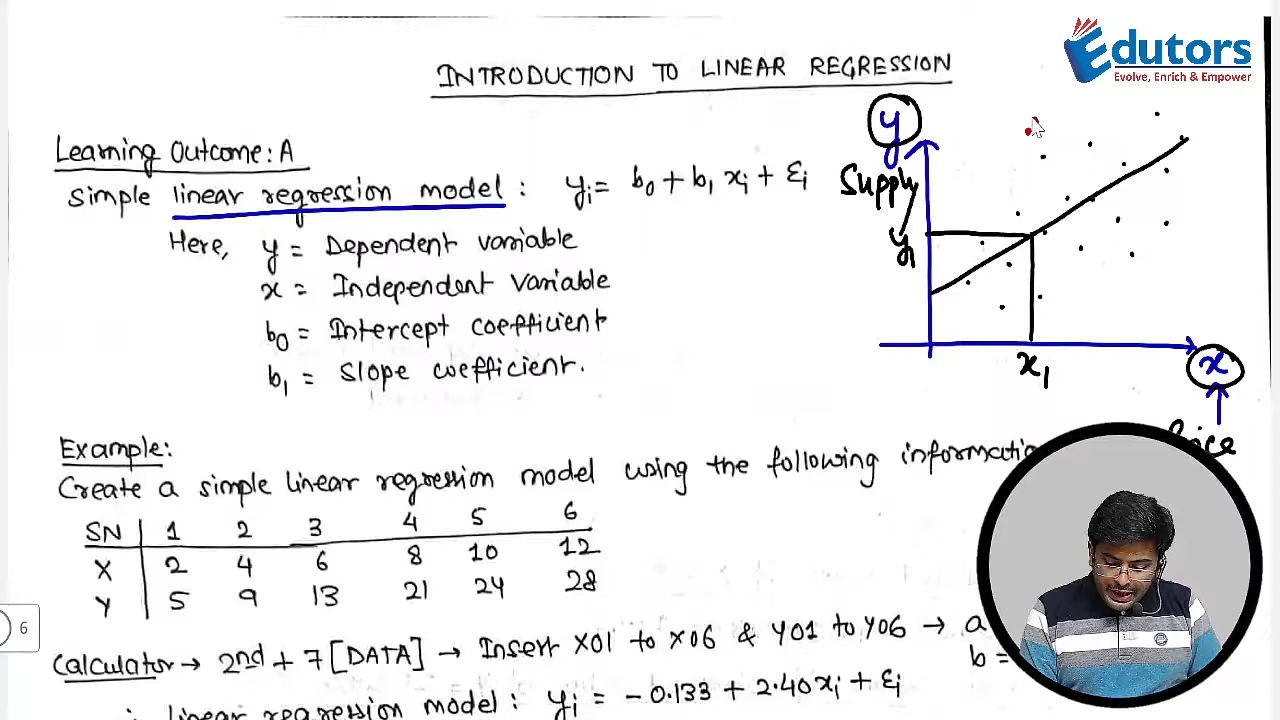 Edutors
Evolve, Enrich & Empower
INTRODUCTION TO LINEAR REGRESSION
Learning Outcome: A
Simple linear regression model: yi = b0 + b1 xi + εi
Here, y = Dependent variable
x = Independent variable
b0 = Intercept coefficient
b1 = Slope coefficient.
y
Supply
y1
x1
x
Example:
Create a simple linear regression model using the following
SN 1 2 3 4 5 6
X 2 4 6 8 10 12
Y 5 9 13 21 24 28
6
Calculator → 2nd + 7 [DATA] → Insert X01 to X06 & Y01 to Y06 → a
b =
∴ linear regression model: yi = -0.133 + 2.40xi + εi